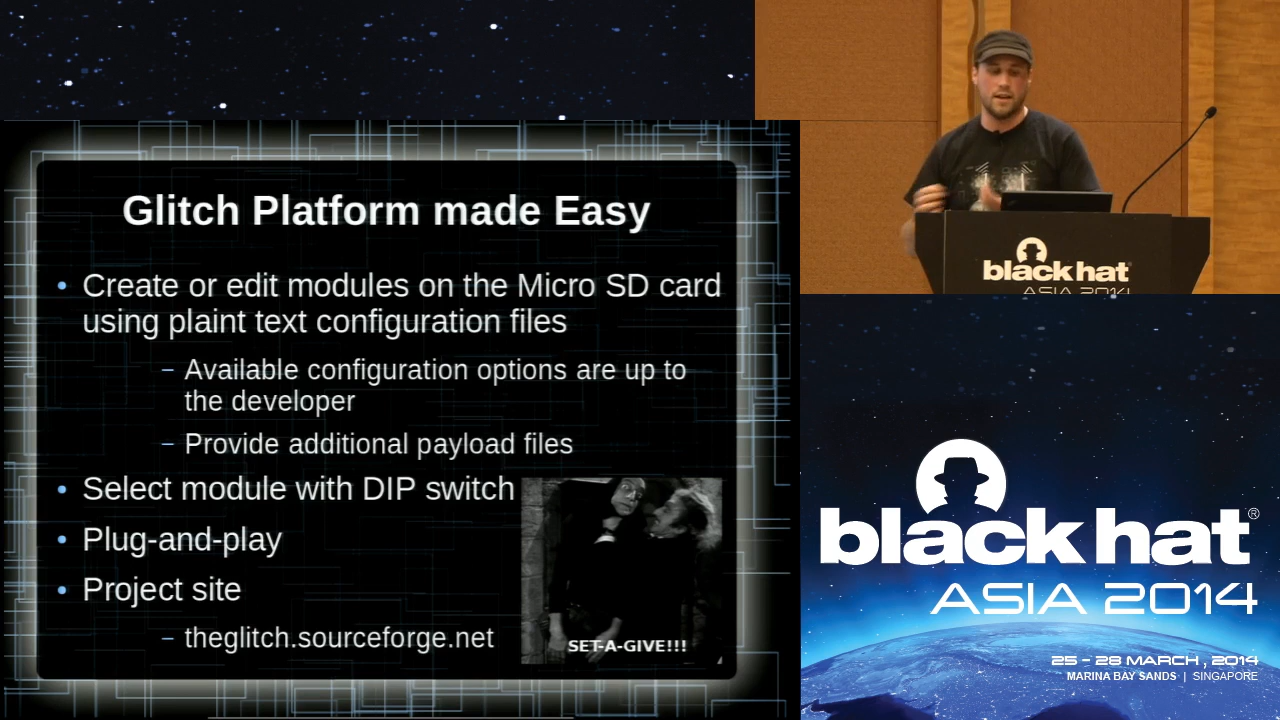 Glitch Platform made Easy
• Create or edit modules on the Micro SD card
using plaint text configuration files
– Available configuration options are up to
the developer
– Provide additional payload files
• Select module with DIP switch
• Plug-and-play
• Project site
– theglitch.sourceforge.net
SET-A-GIVE!!!
black hat
ASIA 2014
black hat®
ASIA 2014
25 - 28 MARCH , 2014
MARINA BAY SANDS | SINGAPORE